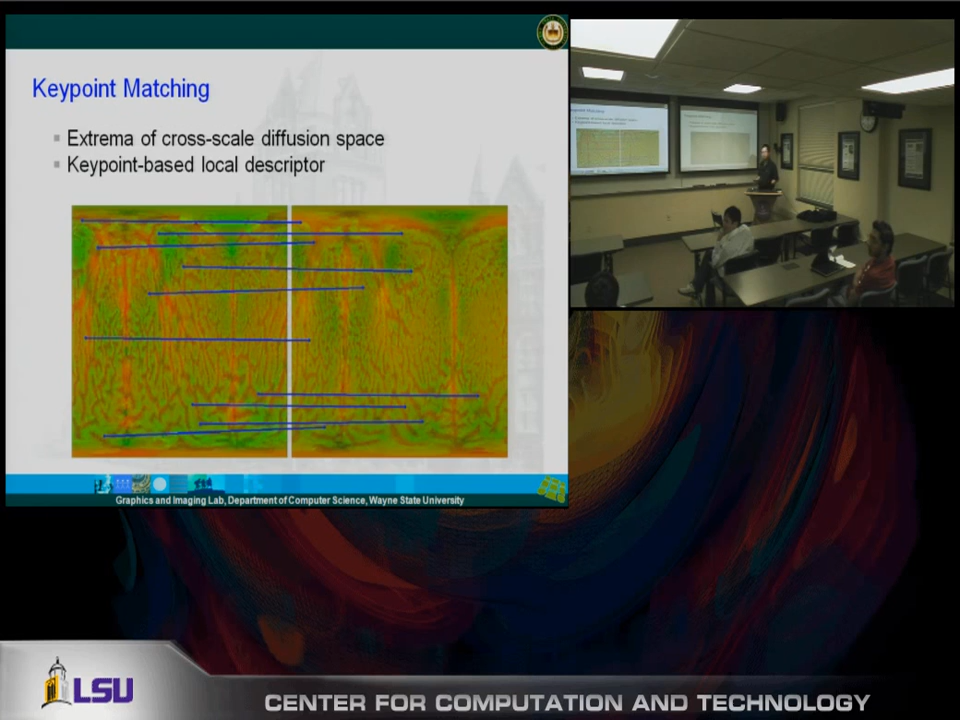 Keypoint Matching
Extrema of cross-scale diffusion space
Keypoint-based local descriptor
Graphics and Imaging Lab, Department of Computer Science, Wayne State University
LSU
CENTER FOR COMPUTATION AND TECHNOLOGY